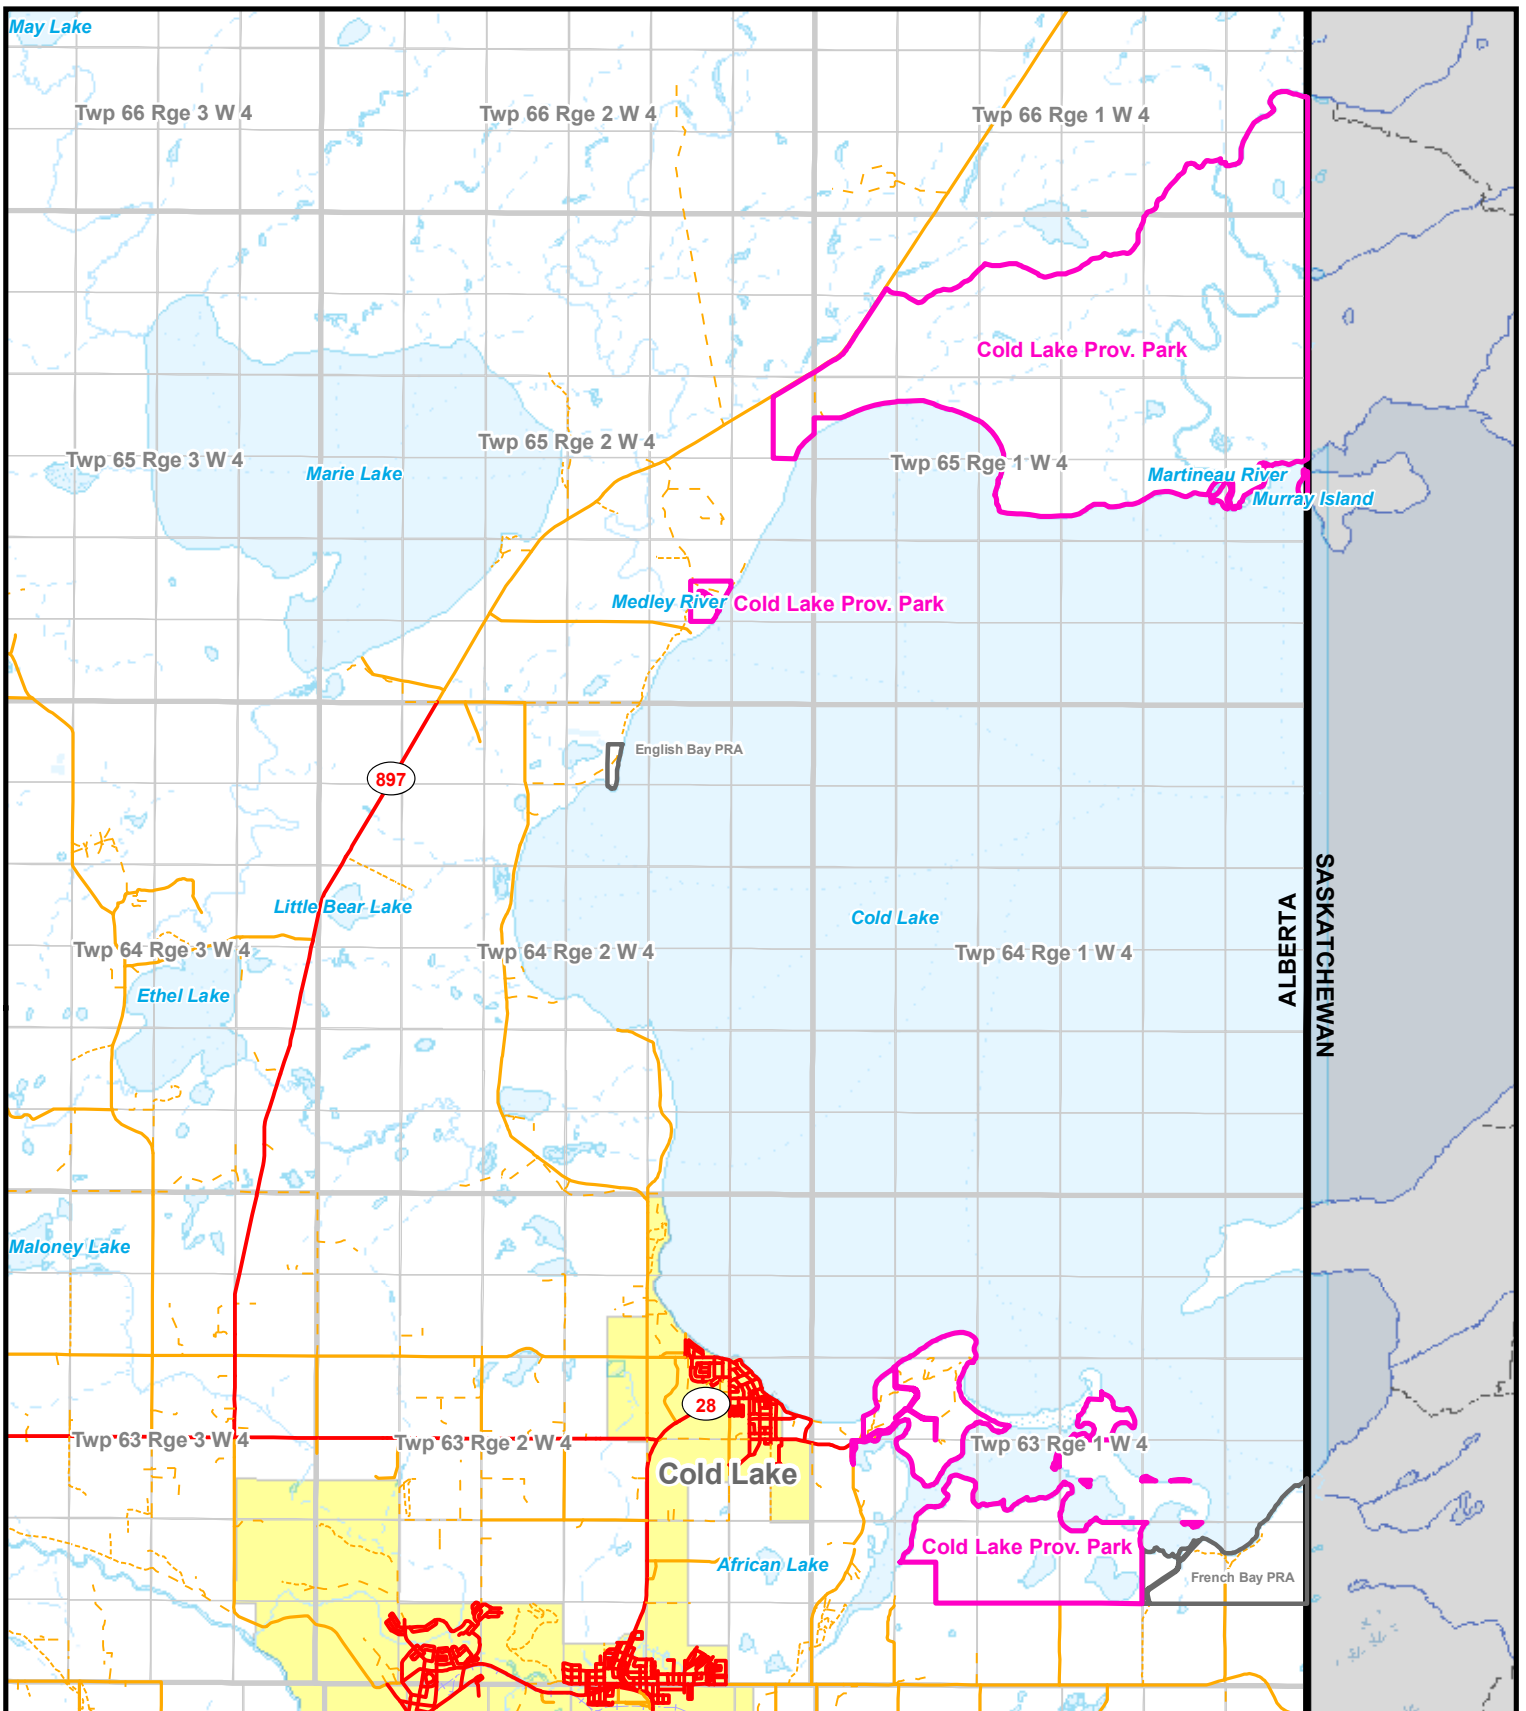 May Lake
Twp 66 Rge 3 W 4
Twp 66 Rge 2 W 4
Twp 66 Rge 1 W 4
Cold Lake Prov. Park
Twp 65 Rge 2 W 4
Twp 65 Rge 3 W 4
Marie Lake
Twp 65 Rge 1 W 4
Martineau River
Murray Island
Medley River
Cold Lake Prov. Park
English Bay PRA
897
Little Bear Lake
Cold Lake
ALBERTA
SASKATCHEWAN
Twp 64 Rge 3 W 4
Twp 64 Rge 2 W 4
Twp 64 Rge 1 W 4
Ethel Lake
Maloney Lake
28
Twp 63 Rge 3 W 4
Twp 63 Rge 2 W 4
Twp 63 Rge 1 W 4
Cold Lake
Cold Lake Prov. Park
African Lake
French Bay PRA